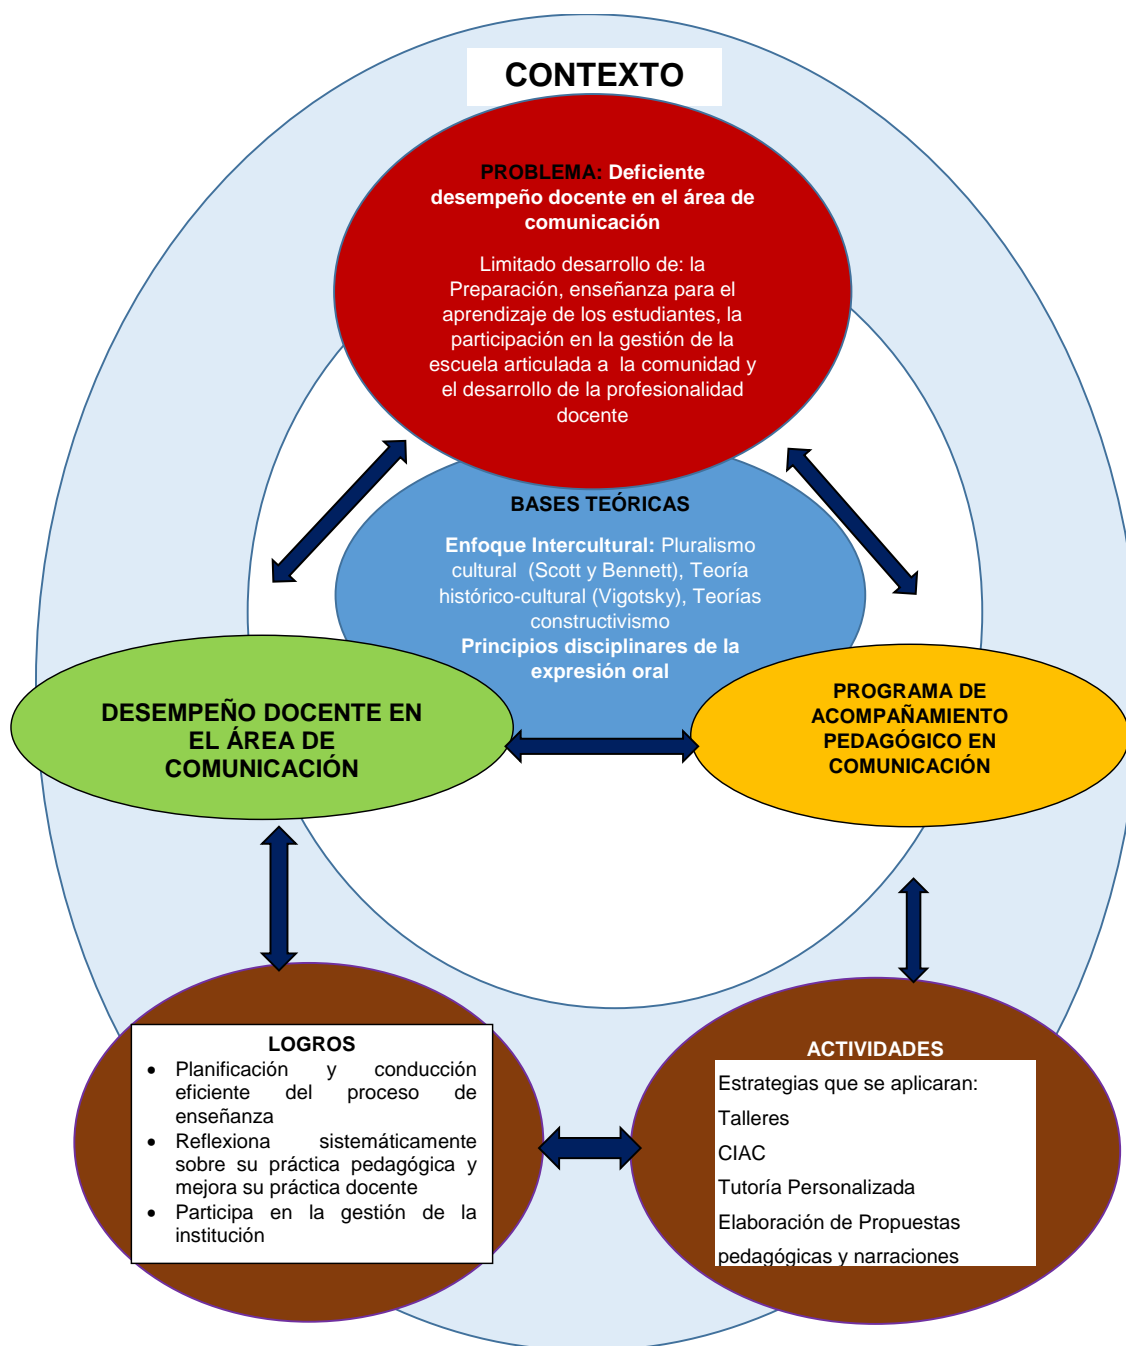 CONTEXTO
PROBLEMA: Deficiente
desempeño docente en el área de
comunicación
Limitado desarrollo de: la
Preparación, enseñanza para el
aprendizaje de los estudiantes, la
participación en la gestión de la
escuela articulada a la comunidad y
el desarrollo de la profesionalidad
docente
BASES TEÓRICAS
Enfoque Intercultural: Pluralismo
cultural (Scott y Bennett), Teoría
histórico-cultural (Vigotsky), Teorías
constructivismo
Principios disciplinares de la
expresión oral
DESEMPEÑO DOCENTE EN
EL ÁREA DE
COMUNICACIÓN
PROGRAMA DE
ACOMPAÑAMIENTO
PEDAGÓGICO EN
COMUNICACIÓN
LOGROS
• Planificación y conducción
eficiente del proceso de
enseñanza
• Reflexiona sistemáticamente
sobre su práctica pedagógica y
mejora su práctica docente
• Participa en la gestión de la
institución
ACTIVIDADES
Estrategias que se aplicaran:
Talleres
CIAC
Tutoría Personalizada
Elaboración de Propuestas
pedagógicas y narraciones